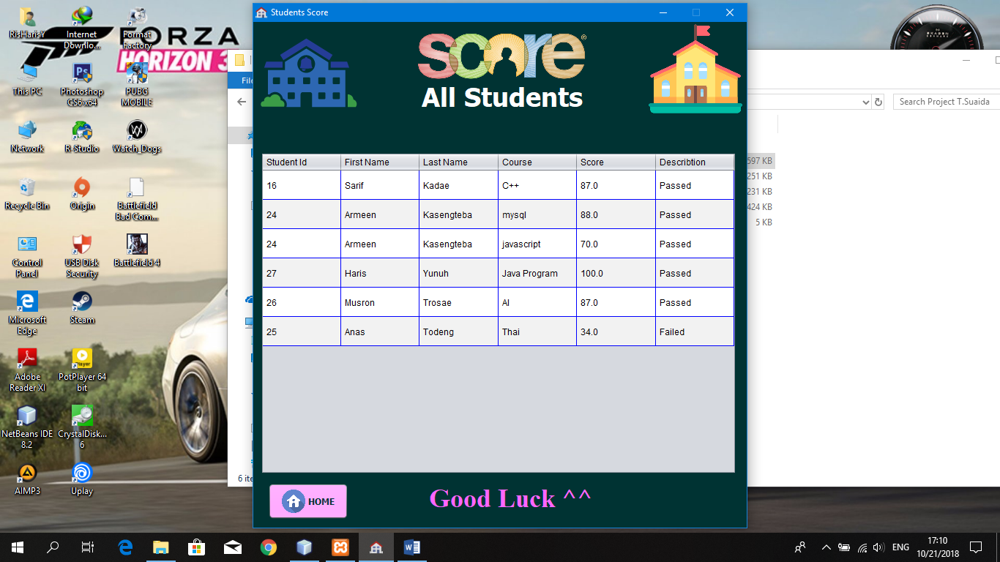 RisHarisY
Internet
Downlo...
Format
Factory
FORZA
HORIZON 3
This PC
Photoshop
CS6 x64
PUBG
MOBILE
Network
R-Studio
Watch_Dogs
Recycle Bin
Origin
Battlefield
Bad Com...
Control
Panel
USB Disk
Security
Battlefield 4
Microsoft
Edge
Steam
Adobe
Reader XI
PotPlayer 64
bit
NetBeans IDE
8.2
CrystalDisk...
6
AIMP3
Uplay
Students Score
score®
All Students
Student Id First Name Last Name Course Score Describtion
16 Sarif Kadae C++ 87.0 Passed
24 Armeen Kasengteba mysql 88.0 Passed
24 Armeen Kasengteba javascript 70.0 Passed
27 Haris Yunuh Java Program 100.0 Passed
26 Musron Trosae AI 87.0 Passed
25 Anas Todeng Thai 34.0 Failed
HOME
Good Luck ^^
File
6 ite
Search Project T.Suaida
597 KB
251 KB
231 KB
424 KB
5 KB
SKAGEN
ENG
17:10
10/21/2018